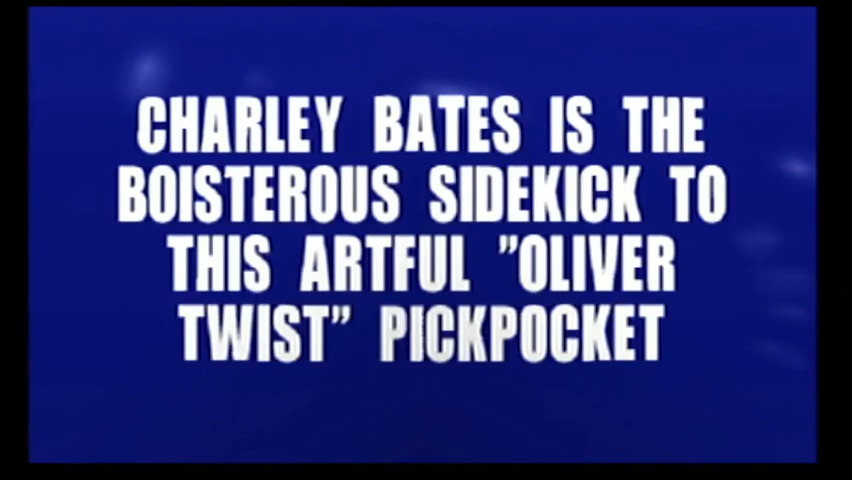 CHARLEY BATES IS THE
BOISTEROUS SIDEKICK TO
THIS ARTFUL "OLIVER
TWIST" PICKPOCKET